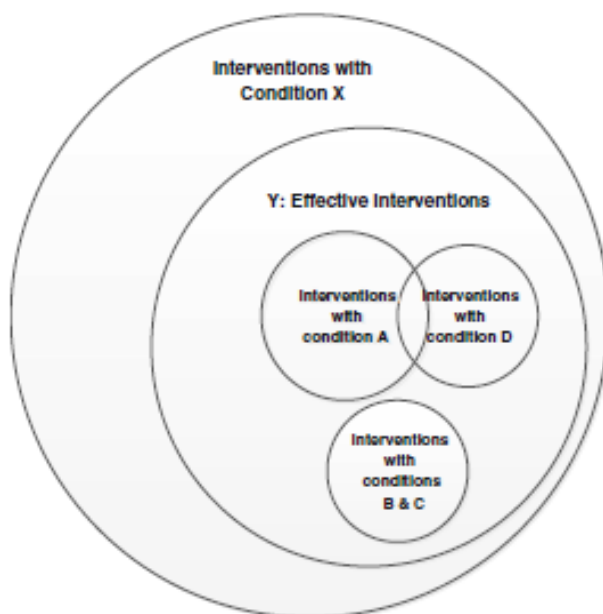 Interventions with
Condition X
Y: Effective Interventions
Interventions
with
condition A
Interventions
with
condition D
Interventions
with
conditions
B & C